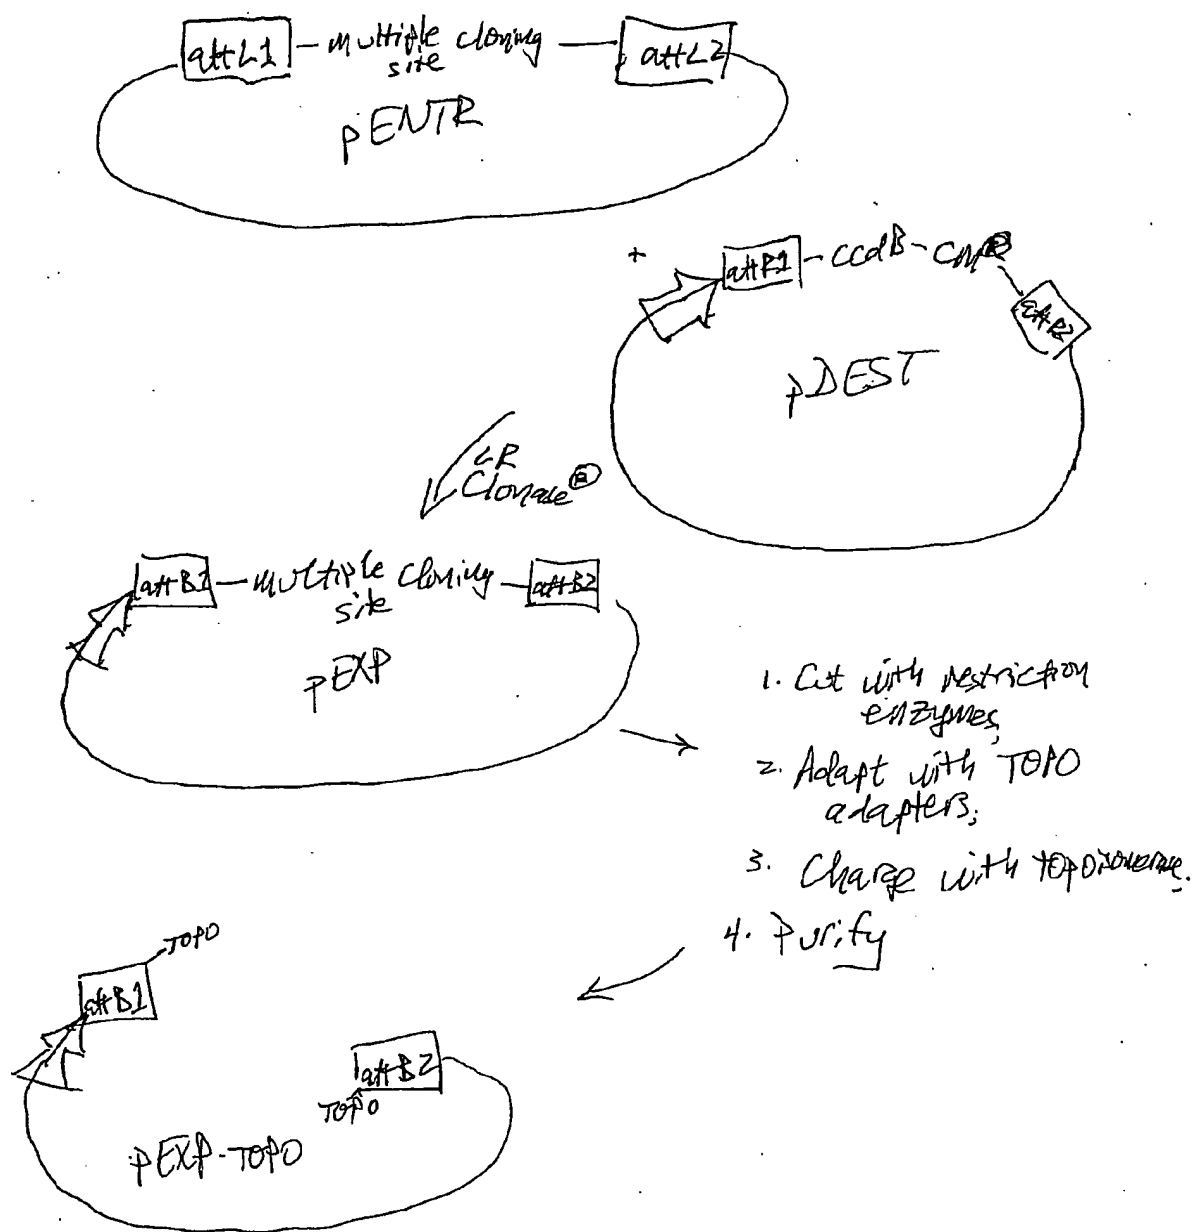 attL1 - multiple cloning — attL2
site
pENTR
+
attR1 - ccdB - CMR
attR2
pDEST
LR
Clonase®
attB1 - multiple cloning - attB2
site
pEXP
1. Cut with restriction
enzymes;
2. Adapt with TOPO
adapters;
3. Charge with topoisomerase.
4. Purify
TOPO
attB1
attB2
TOPO
pEXP-TOPO